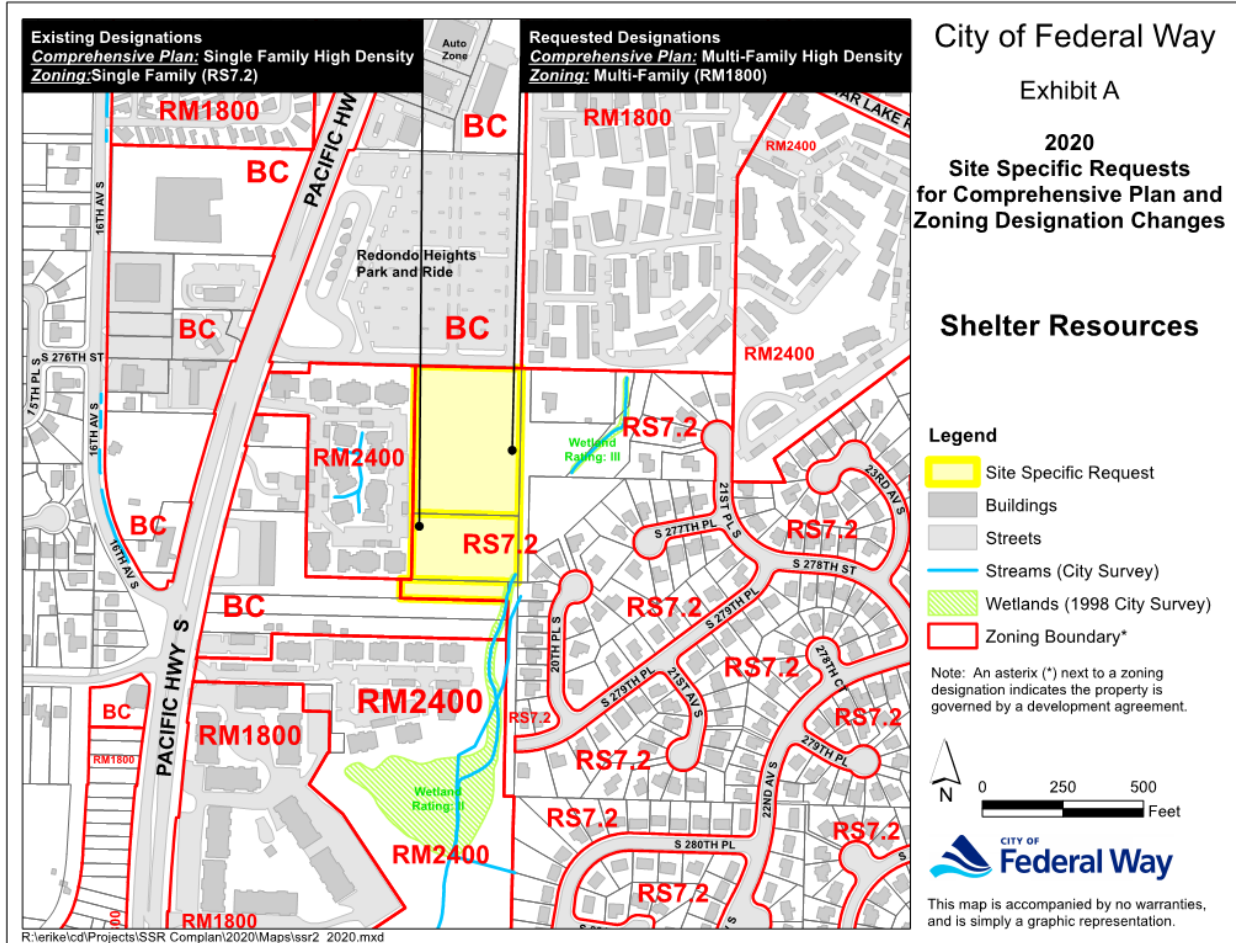 Existing Designations
Comprehensive Plan: Single Family High Density
Zoning:Single Family (RS7.2)
Auto
Zone
Requested Designations
Comprehensive Plan: Multi-Family High Density
Zoning: Multi-Family (RM1800)
City of Federal Way
Exhibit A
2020
Site Specific Requests
for Comprehensive Plan and
Zoning Designation Changes
Shelter Resources
Legend
Site Specific Request
Buildings
Streets
Streams (City Survey)
Wetlands (1998 City Survey)
Zoning Boundary*
Note: An asterix (*) next to a zoning
designation indicates the property is
governed by a development agreement.
N
0 250 500
Feet
CITY OF
Federal Way
This map is accompanied by no warranties,
and is simply a graphic representation.
RM1800
BC
PACIFIC HWY
BC
RM1800
RM2400
16TH AV S
Redondo Heights
Park and Ride
BC
BC
S 276TH ST
15TH PL S
16TH AV S
RM2400
RM2400
Wetland
Rating: III
RS7.2
21ST PL S
23RD AV S
BC
16TH AV S
RS7.2
S 277TH PL
RS7.2
S 278TH ST
BC
20TH PL S
RS7.2
S 279TH PL
RS7.2
278TH CT
PACIFIC HWY S
RM2400
RS7.2
S 279TH PL
21ST AV S
RS7.2
BC
RM1800
RM1800
RS7.2
279TH PL
22ND AV S
Wetland
Rating: II
RM2400
RS7.2
S 280TH PL
RS7.2
RS7.2
RM1800
R:\erike\cd\Projects\SSR Complan\2020\Maps\ssr2_2020.mxd